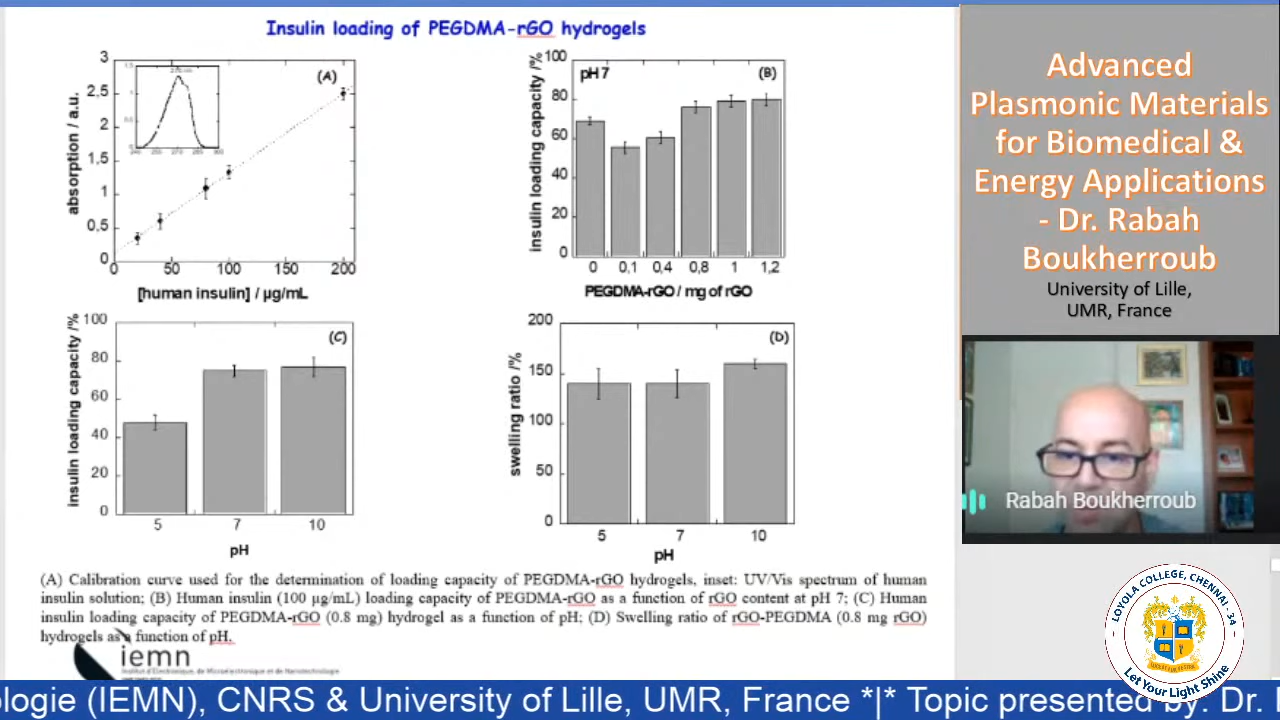 Insulin loading of PEGDMA-rGO hydrogels
3
2.5
2
1.5
1
0.5
0
absorption / a.u.
(A)
0 50 100 150 200
[human insulin] / µg/mL
100
80
60
40
20
0
insulin loading capacity /%
pH 7
(B)
0 0,1 0,4 0,8 1 1,2
PEGDMA-rGO / mg of rGO
100
80
60
40
20
0
insulin loading capacity /%
(C)
5 7 10
pH
200
150
100
50
0
swelling ratio /%
(D)
5 7 10
pH
(A) Calibration curve used for the determination of loading capacity of PEGDMA-rGO hydrogels, inset: UV/Vis spectrum of human
insulin solution; (B) Human insulin (100 µg/mL) loading capacity of PEGDMA-rGO as a function of rGO content at pH 7; (C) Human
insulin loading capacity of PEGDMA-rGO (0.8 mg) hydrogel as a function of pH; (D) Swelling ratio of rGO-PEGDMA (0.8 mg rGO)
hydrogels as a function of pH.
iemn
Institut d'Electronique, de Microélectronique et de Nanotechnologie
Advanced
Plasmonic Materials
for Biomedical &
Energy Applications
- Dr. Rabah
Boukherroub
University of Lille,
UMR, France
Rabah Boukherroub
LOYOLA COLLEGE, CHENNAI - 34
Let Your Light Shine
ologie (IEMN), CNRS & University of Lille, UMR, France *|* Topic presented by: Dr.